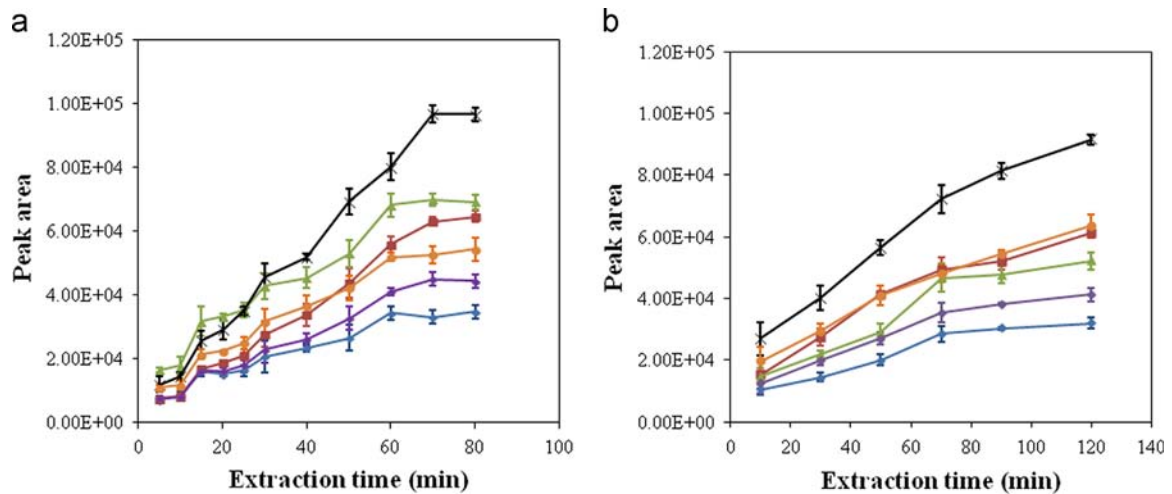 a
1.20E+05
1.00E+05
8.00E+04
6.00E+04
4.00E+04
2.00E+04
0.00E+00
Peak area
0 20 40 60 80 100
Extraction time (min)
b
1.20E+05
1.00E+05
8.00E+04
6.00E+04
4.00E+04
2.00E+04
0.00E+00
Peak area
0 20 40 60 80 100 120 140
Extraction time (min)